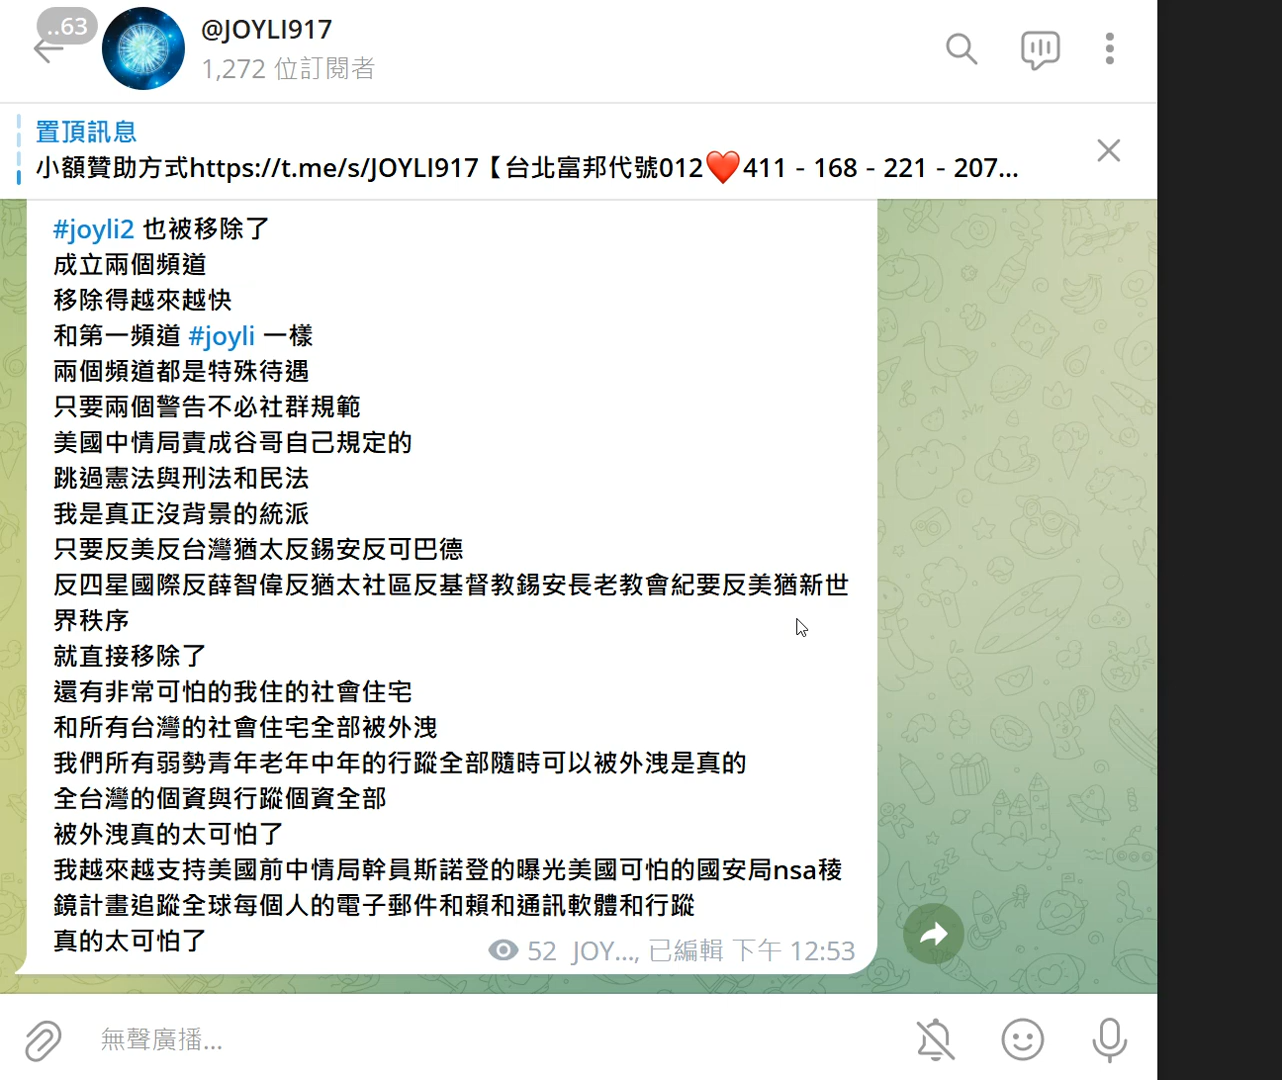 ..63
@JOYLI917
1,272 位訂閱者
置頂訊息
小額贊助方式https://t.me/s/JOYLI917【台北富邦代號012❤️411 - 168 - 221 - 207...
#joyli2 也被移除了
成立兩個頻道
移除得越來越快
和第一頻道 #joyli 一樣
兩個頻道都是特殊待遇
只要兩個警告不必社群規範
美國中情局責成谷哥自己規定的
跳過憲法與刑法和民法
我是真正沒背景的統派
只要反美反台灣猶太反錫安反可巴德
反四星國際反薛智偉反猶太社區反基督教錫安長老教會紀要反美猶新世
界秩序
就直接移除了
還有非常可怕的我住的社會住宅
和所有台灣的社會住宅全部被外洩
我們所有弱勢青年老年中年的行蹤全部隨時可以被外洩是真的
全台灣的個資與行蹤個資全部
被外洩真的太可怕了
我越來越支持美國前中情局幹員斯諾登的曝光美國可怕的國安局nsa稜
鏡計畫追蹤全球每個人的電子郵件和賴和通訊軟體和行蹤
真的太可怕了
52 JOY..., 已編輯 下午 12:53
無聲廣播...